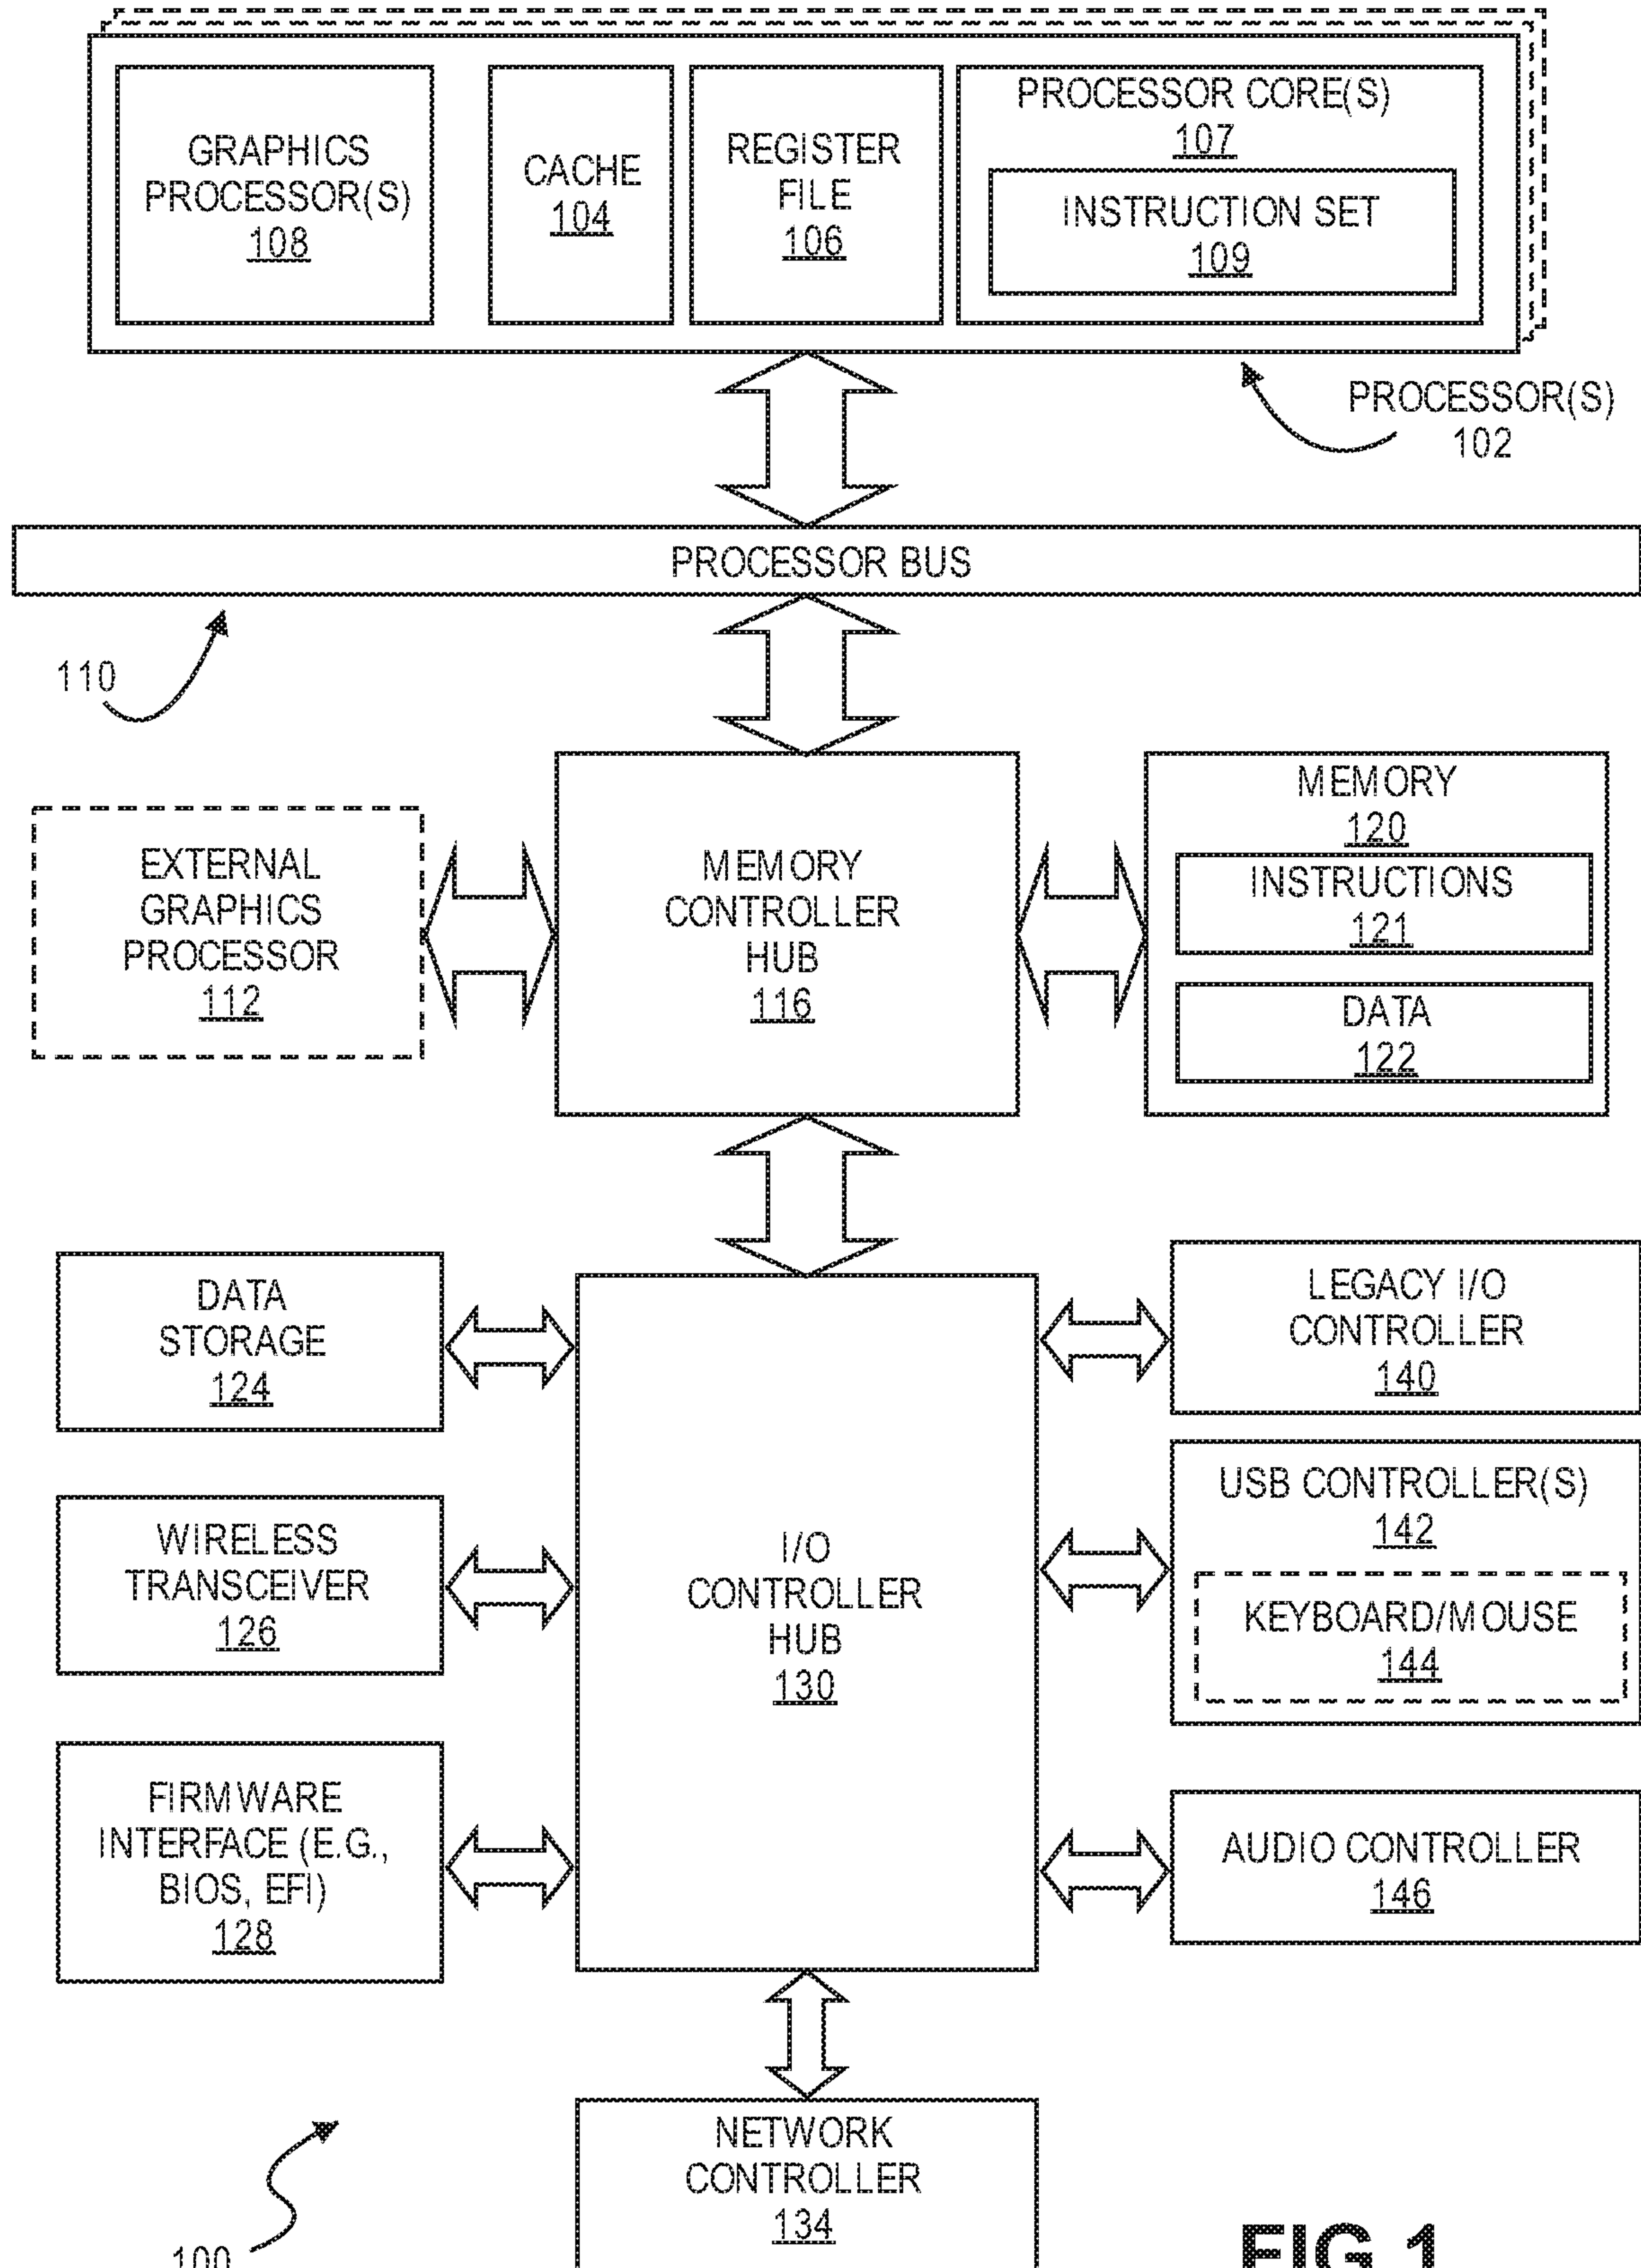 GRAPHICS
PROCESSOR(S)
108
CACHE
104
REGISTER
FILE
106
PROCESSOR CORE(S)
107
INSTRUCTION SET
109
PROCESSOR(S)
102
PROCESSOR BUS
110
EXTERNAL
GRAPHICS
PROCESSOR
112
MEMORY
CONTROLLER
HUB
116
MEMORY
120
INSTRUCTIONS
121
DATA
122
DATA
STORAGE
124
WIRELESS
TRANSCEIVER
126
FIRMWARE
INTERFACE (E.G.,
BIOS, EFI)
128
I/O
CONTROLLER
HUB
130
LEGACY I/O
CONTROLLER
140
USB CONTROLLER(S)
142
KEYBOARD/MOUSE
144
AUDIO CONTROLLER
146
NETWORK
CONTROLLER
134
100
FIG. 1